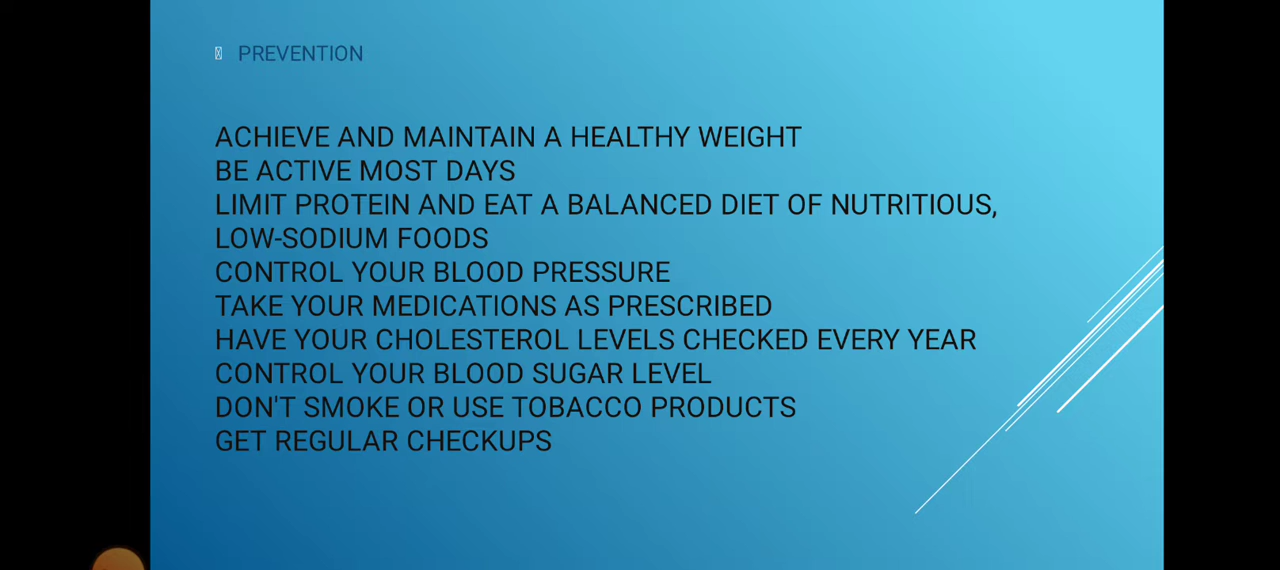 PREVENTION
ACHIEVE AND MAINTAIN A HEALTHY WEIGHT
BE ACTIVE MOST DAYS
LIMIT PROTEIN AND EAT A BALANCED DIET OF NUTRITIOUS,
LOW-SODIUM FOODS
CONTROL YOUR BLOOD PRESSURE
TAKE YOUR MEDICATIONS AS PRESCRIBED
HAVE YOUR CHOLESTEROL LEVELS CHECKED EVERY YEAR
CONTROL YOUR BLOOD SUGAR LEVEL
DON'T SMOKE OR USE TOBACCO PRODUCTS
GET REGULAR CHECKUPS